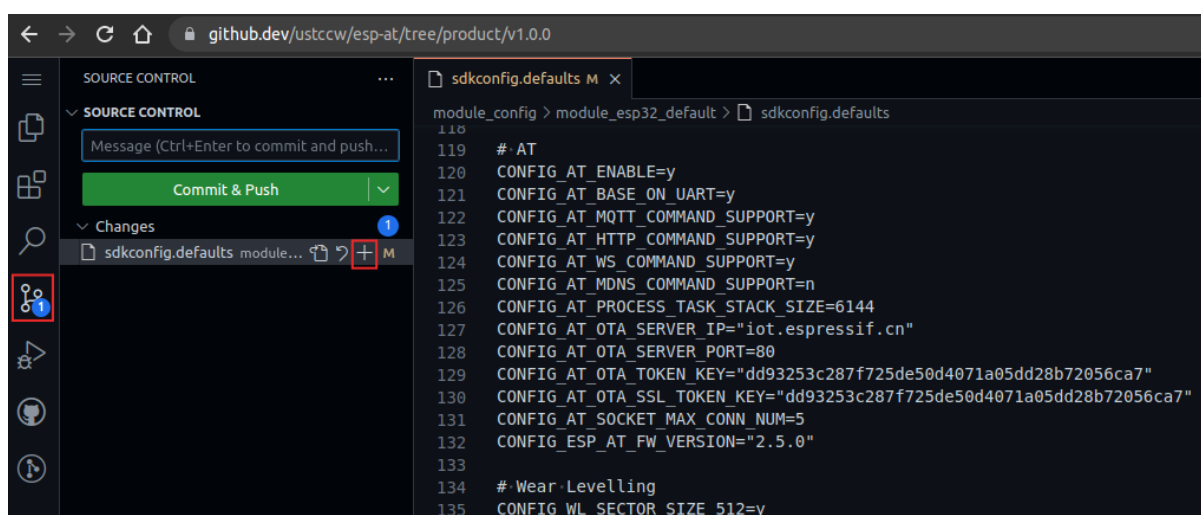 github.dev/ustccw/esp-at/tree/product/v1.0.0
SOURCE CONTROL
SOURCE CONTROL
Message (Ctrl+Enter to commit and push...
Commit & Push
Changes
1
sdkconfig.defaults module... M
1
sdkconfig.defaults M
module_config > module_esp32_default > sdkconfig.defaults
118
119 #·AT
120 CONFIG_AT_ENABLE=y
121 CONFIG_AT_BASE_ON_UART=y
122 CONFIG_AT_MQTT_COMMAND_SUPPORT=y
123 CONFIG_AT_HTTP_COMMAND_SUPPORT=y
124 CONFIG_AT_WS_COMMAND_SUPPORT=y
125 CONFIG_AT_MDNS_COMMAND_SUPPORT=n
126 CONFIG_AT_PROCESS_TASK_STACK_SIZE=6144
127 CONFIG_AT_OTA_SERVER_IP="iot.espressif.cn"
128 CONFIG_AT_OTA_SERVER_PORT=80
129 CONFIG_AT_OTA_TOKEN_KEY="dd93253c287f725de50d4071a05dd28b72056ca7"
130 CONFIG_AT_OTA_SSL_TOKEN_KEY="dd93253c287f725de50d4071a05dd28b72056ca7"
131 CONFIG_AT_SOCKET_MAX_CONN_NUM=5
132 CONFIG_ESP_AT_FW_VERSION="2.5.0"
133
134 #·Wear·Levelling
135 CONFIG_WL_SECTOR_SIZE_512=y